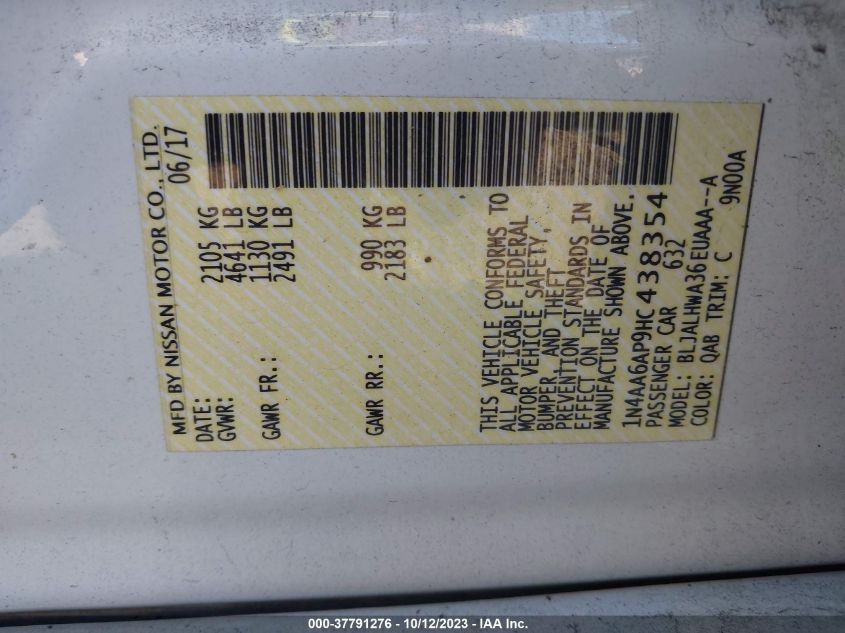 MFD BY NISSAN MOTOR CO., LTD.
DATE: 06/17
GVWR: 2105 KG
4641 LB
GAWR FR.: 1130 KG
2491 LB
GAWR RR.: 990 KG
2183 LB
THIS VEHICLE CONFORMS TO
ALL APPLICABLE FEDERAL
MOTOR VEHICLE SAFETY,
BUMPER, AND THEFT
PREVENTION STANDARDS IN
EFFECT ON THE DATE OF
MANUFACTURE SHOWN ABOVE.
1N4AA6AP9HC438354
PASSENGER CAR 632
MODEL: BLJALHWA36EUAAA--A
COLOR: QAB TRIM: C 9N00A
000-37791276 - 10/12/2023 - IAA Inc.